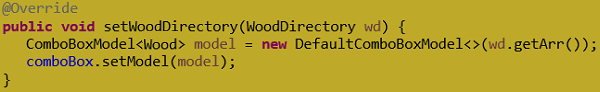 @Override
public void setWoodDirectory(WoodDirectory wd) {
ComboBoxModel<Wood> model = new DefaultComboBoxModel<>(wd.getArr());
comboBox.setModel(model);
}